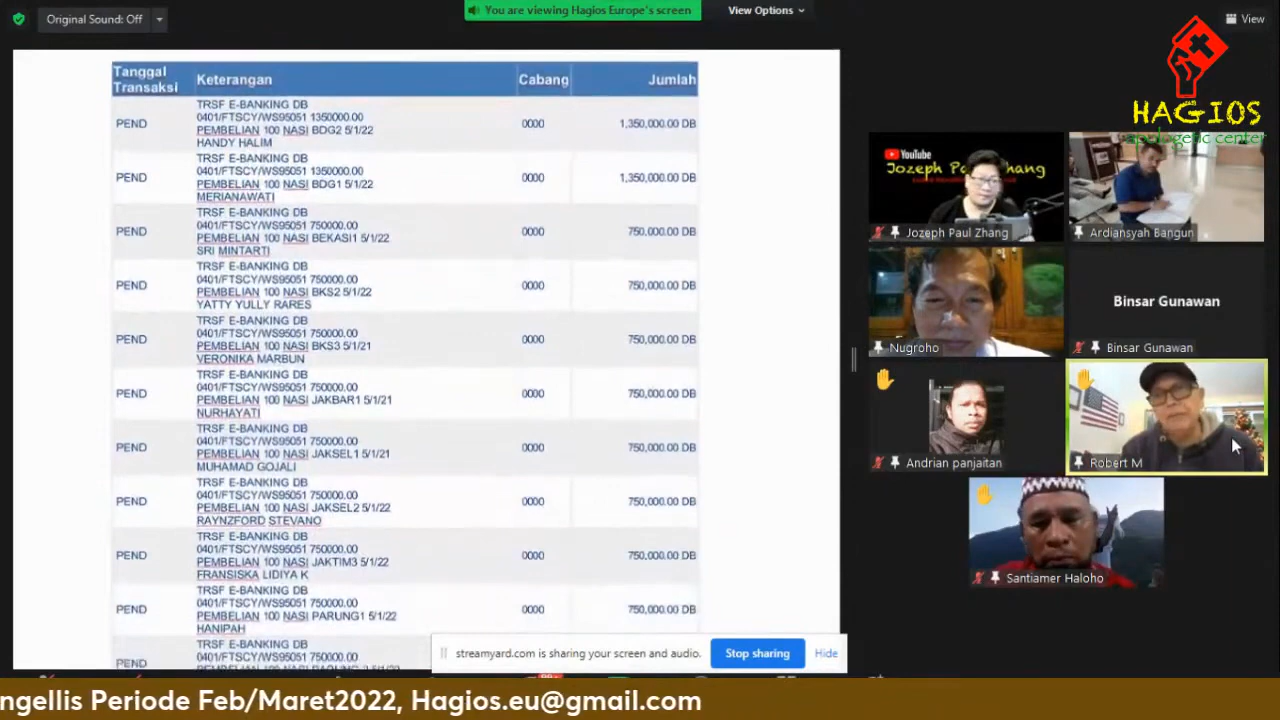 Original Sound: Off
You are viewing Hagios Europe's screen
View Options
View
HAGIOS
apologetic center
Tanggal Transaksi Keterangan Cabang Jumlah
TRSF E-BANKING DB
0401/FTSCY/WS95051 1350000.00
PEND PEMBELIAN 100 NASI BDG2 5/1/22 0000 1,350,000.00 DB
HANDY HALIM
TRSF E-BANKING DB
0401/FTSCY/WS95051 1350000.00
PEND PEMBELIAN 100 NASI BDG1 5/1/22 0000 1,350,000.00 DB
MERIANAWATI
TRSF E-BANKING DB
0401/FTSCY/WS95051 750000.00
PEND PEMBELIAN 100 NASI BEKASI1 5/1/22 0000 750,000.00 DB
SRI MINTARTI
TRSF E-BANKING DB
0401/FTSCY/WS95051 750000.00
PEND PEMBELIAN 100 NASI BKS2 5/1/22 0000 750,000.00 DB
YATTY YULLY RARES
TRSF E-BANKING DB
0401/FTSCY/WS95051 750000.00
PEND PEMBELIAN 100 NASI BKS3 5/1/21 0000 750,000.00 DB
VERONIKA MARBUN
TRSF E-BANKING DB
0401/FTSCY/WS95051 750000.00
PEND PEMBELIAN 100 NASI JAKBAR1 5/1/21 0000 750,000.00 DB
NURHAYATI
TRSF E-BANKING DB
0401/FTSCY/WS95051 750000.00
PEND PEMBELIAN 100 NASI JAKSEL1 5/1/21 0000 750,000.00 DB
MUHAMAD GOJALI
TRSF E-BANKING DB
0401/FTSCY/WS95051 750000.00
PEND PEMBELIAN 100 NASI JAKSEL2 5/1/22 0000 750,000.00 DB
RAYNZFORD STEVANO
TRSF E-BANKING DB
0401/FTSCY/WS95051 750000.00
PEND PEMBELIAN 100 NASI JAKTIM3 5/1/22 0000 750,000.00 DB
FRANSISKA LIDIYA K
TRSF E-BANKING DB
0401/FTSCY/WS95051 750000.00
PEND PEMBELIAN 100 NASI PARUNG1 5/1/22 0000 750,000.00 DB
HANIPAH
TRSF E-BANKING DB
0401/FTSCY/WS95051 750000.00
PEND
YouTube
Jozeph Paul Zhang
Jozeph Paul Zhang
Ardiansyah Bangun
Nugroho
Binsar Gunawan
Binsar Gunawan
Andrian panjaitan
Robert M
Santiamer Haloho
streamyard.com is sharing your screen and audio.
Stop sharing
Hide
ngellis Periode Feb/Maret2022, Hagios.eu@gmail.com